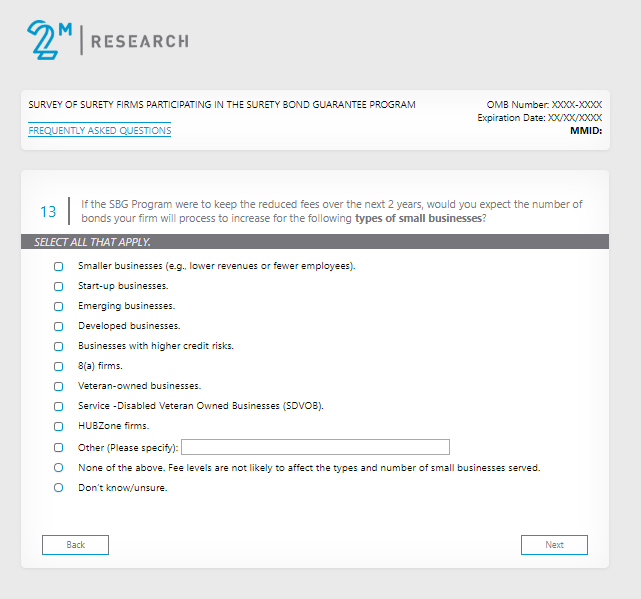 2M RESEARCH
SURVEY OF SURETY FIRMS PARTICIPATING IN THE SURETY BOND GUARANTEE PROGRAM
OMB Number: XXXX-XXXX
Expiration Date: XX/XX/XXXX
FREQUENTLY ASKED QUESTIONS
MMID:
13
If the SBG Program were to keep the reduced fees over the next 2 years, would you expect the number of
bonds your firm will process to increase for the following types of small businesses?
SELECT ALL THAT APPLY.
Smaller businesses (e.g., lower revenues or fewer employees).
Start-up businesses.
Emerging businesses.
Developed businesses.
Businesses with higher credit risks.
8(a) firms.
Veteran-owned businesses.
Service -Disabled Veteran Owned Businesses (SDVOB).
HUBZone firms.
Other (Please specify):
None of the above. Fee levels are not likely to affect the types and number of small businesses served.
Don't know/unsure.
Back
Next